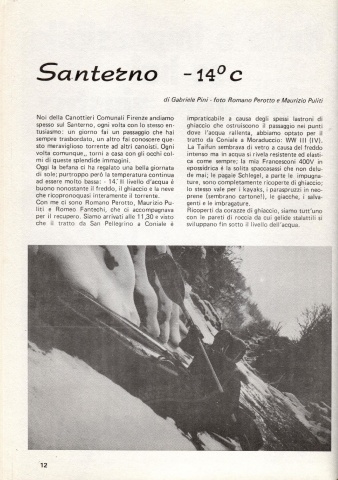 Santerno -14° c
di Gabriele Pini - foto Romano Perotto e Maurizio Puliti
Noi della Canottieri Comunali Firenze andiamo
spesso sul Santerno, ogni volta con lo stesso en-
tusiasmo: un giorno fai un passaggio che hai
sempre trasbordato, un altro fai conoscere que-
sto meraviglioso torrente ad altri canoisti. Ogni
volta comunque,, torni a casa con gli occhi col-
mi di queste splendide immagini.
Oggi la befana ci ha regalato una bella giornata
di sole; purtroppo però la temperatura continua
ad essere molto bassa: - 14.° Il livello d'acqua è
buono nonostante il freddo, il ghiaccio e la neve
che ricopronoquasi interamente il torrente.
Con me ci sono Romano Perotto, Maurizio Pu-
liti e Romeo Fantechi, che ci accompagnava
per il recupero. Siamo arrivati alle 11,30 e visto
che il tratto da San Pellegrino a Coniale è
impraticabile a causa degli spessi lastroni di
ghiaccio che ostruiscono il passaggio nei punti
dove l'acqua rallenta, abbiamo optato per il
tratto da Coniale a Moraduccio: WW III (IV).
La Taifun sembrava di vetro a causa del freddo
intenso ma in acqua si rivela resistente ed elasti-
ca come sempre; la mia Francesconi 400V in
epossidrica è la solita spaccasassi che non delu-
de mai; le pagaie Schlegel, a parte le impugna-
ture, sono completamente ricoperte di ghiaccio;
lo stesso vale per i kayaks, i paraspruzzi in neo-
prene (sembrano cartone!), le giacche, i salva-
genti e le imbragature.
Ricoperti da corazze di ghiaccio, siamo tutt'uno
con le pareti di roccia da cui gelide stalattiti si
sviluppano fin sotto il livello dell'acqua.
12